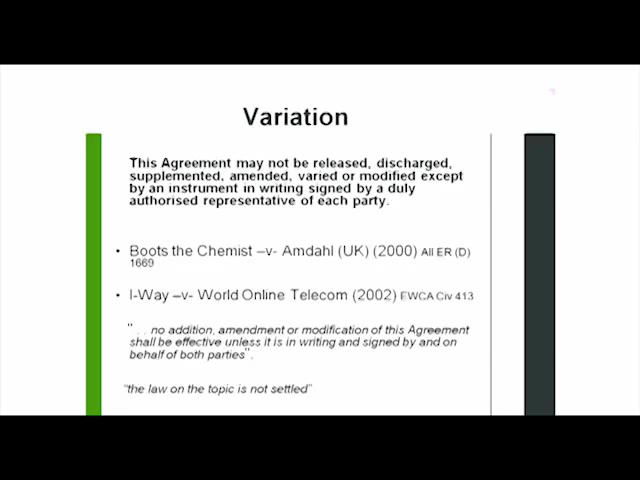 Variation
This Agreement may not be released, discharged,
supplemented, amended, varied or modified except
by an instrument in writing signed by a duly
authorised representative of each party.
• Boots the Chemist –v- Amdahl (UK) (2000) All ER (D)
1669
• I-Way –v- World Online Telecom (2002) EWCA Civ 413
". . no addition, amendment or modification of this Agreement
shall be effective unless it is in writing and signed by and on
behalf of both parties".
"the law on the topic is not settled"